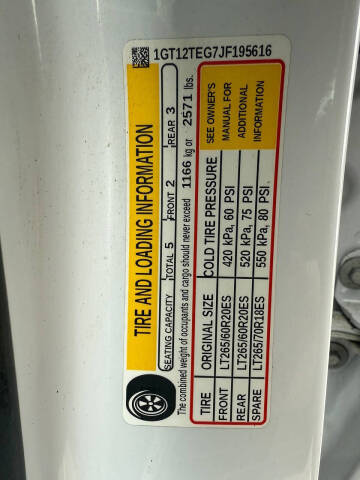 1GT12TEG7JF195616
TIRE AND LOADING INFORMATION
SEATING CAPACITY TOTAL 5 FRONT 2 REAR 3
The combined weight of occupants and cargo should never exceed 1166 kg or 2571 lbs.
TIRE ORIGINAL SIZE COLD TIRE PRESSURE SEE OWNER'S MANUAL FOR ADDITIONAL INFORMATION
FRONT LT265/60R20ES 420 kPa, 60 PSI
REAR LT265/60R20ES 520 kPa, 75 PSI
SPARE LT265/70R18ES 550 kPa, 80 PSI